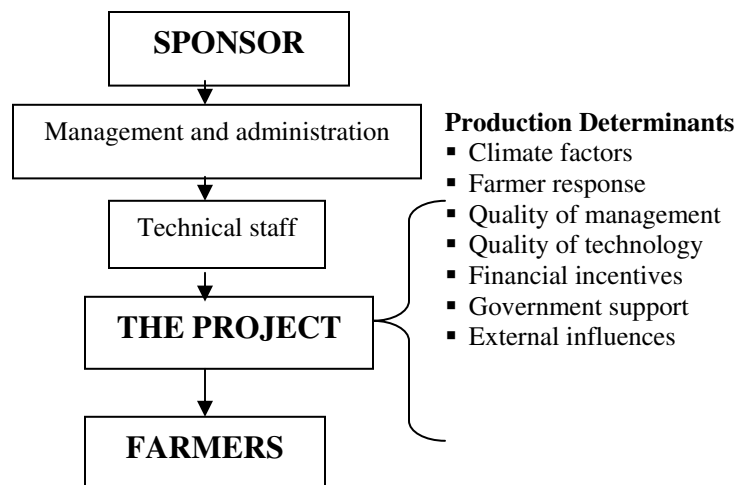 SPONSOR
Management and administration
Technical staff
THE PROJECT
FARMERS
Production Determinants
▪ Climate factors
▪ Farmer response
▪ Quality of management
▪ Quality of technology
▪ Financial incentives
▪ Government support
▪ External influences